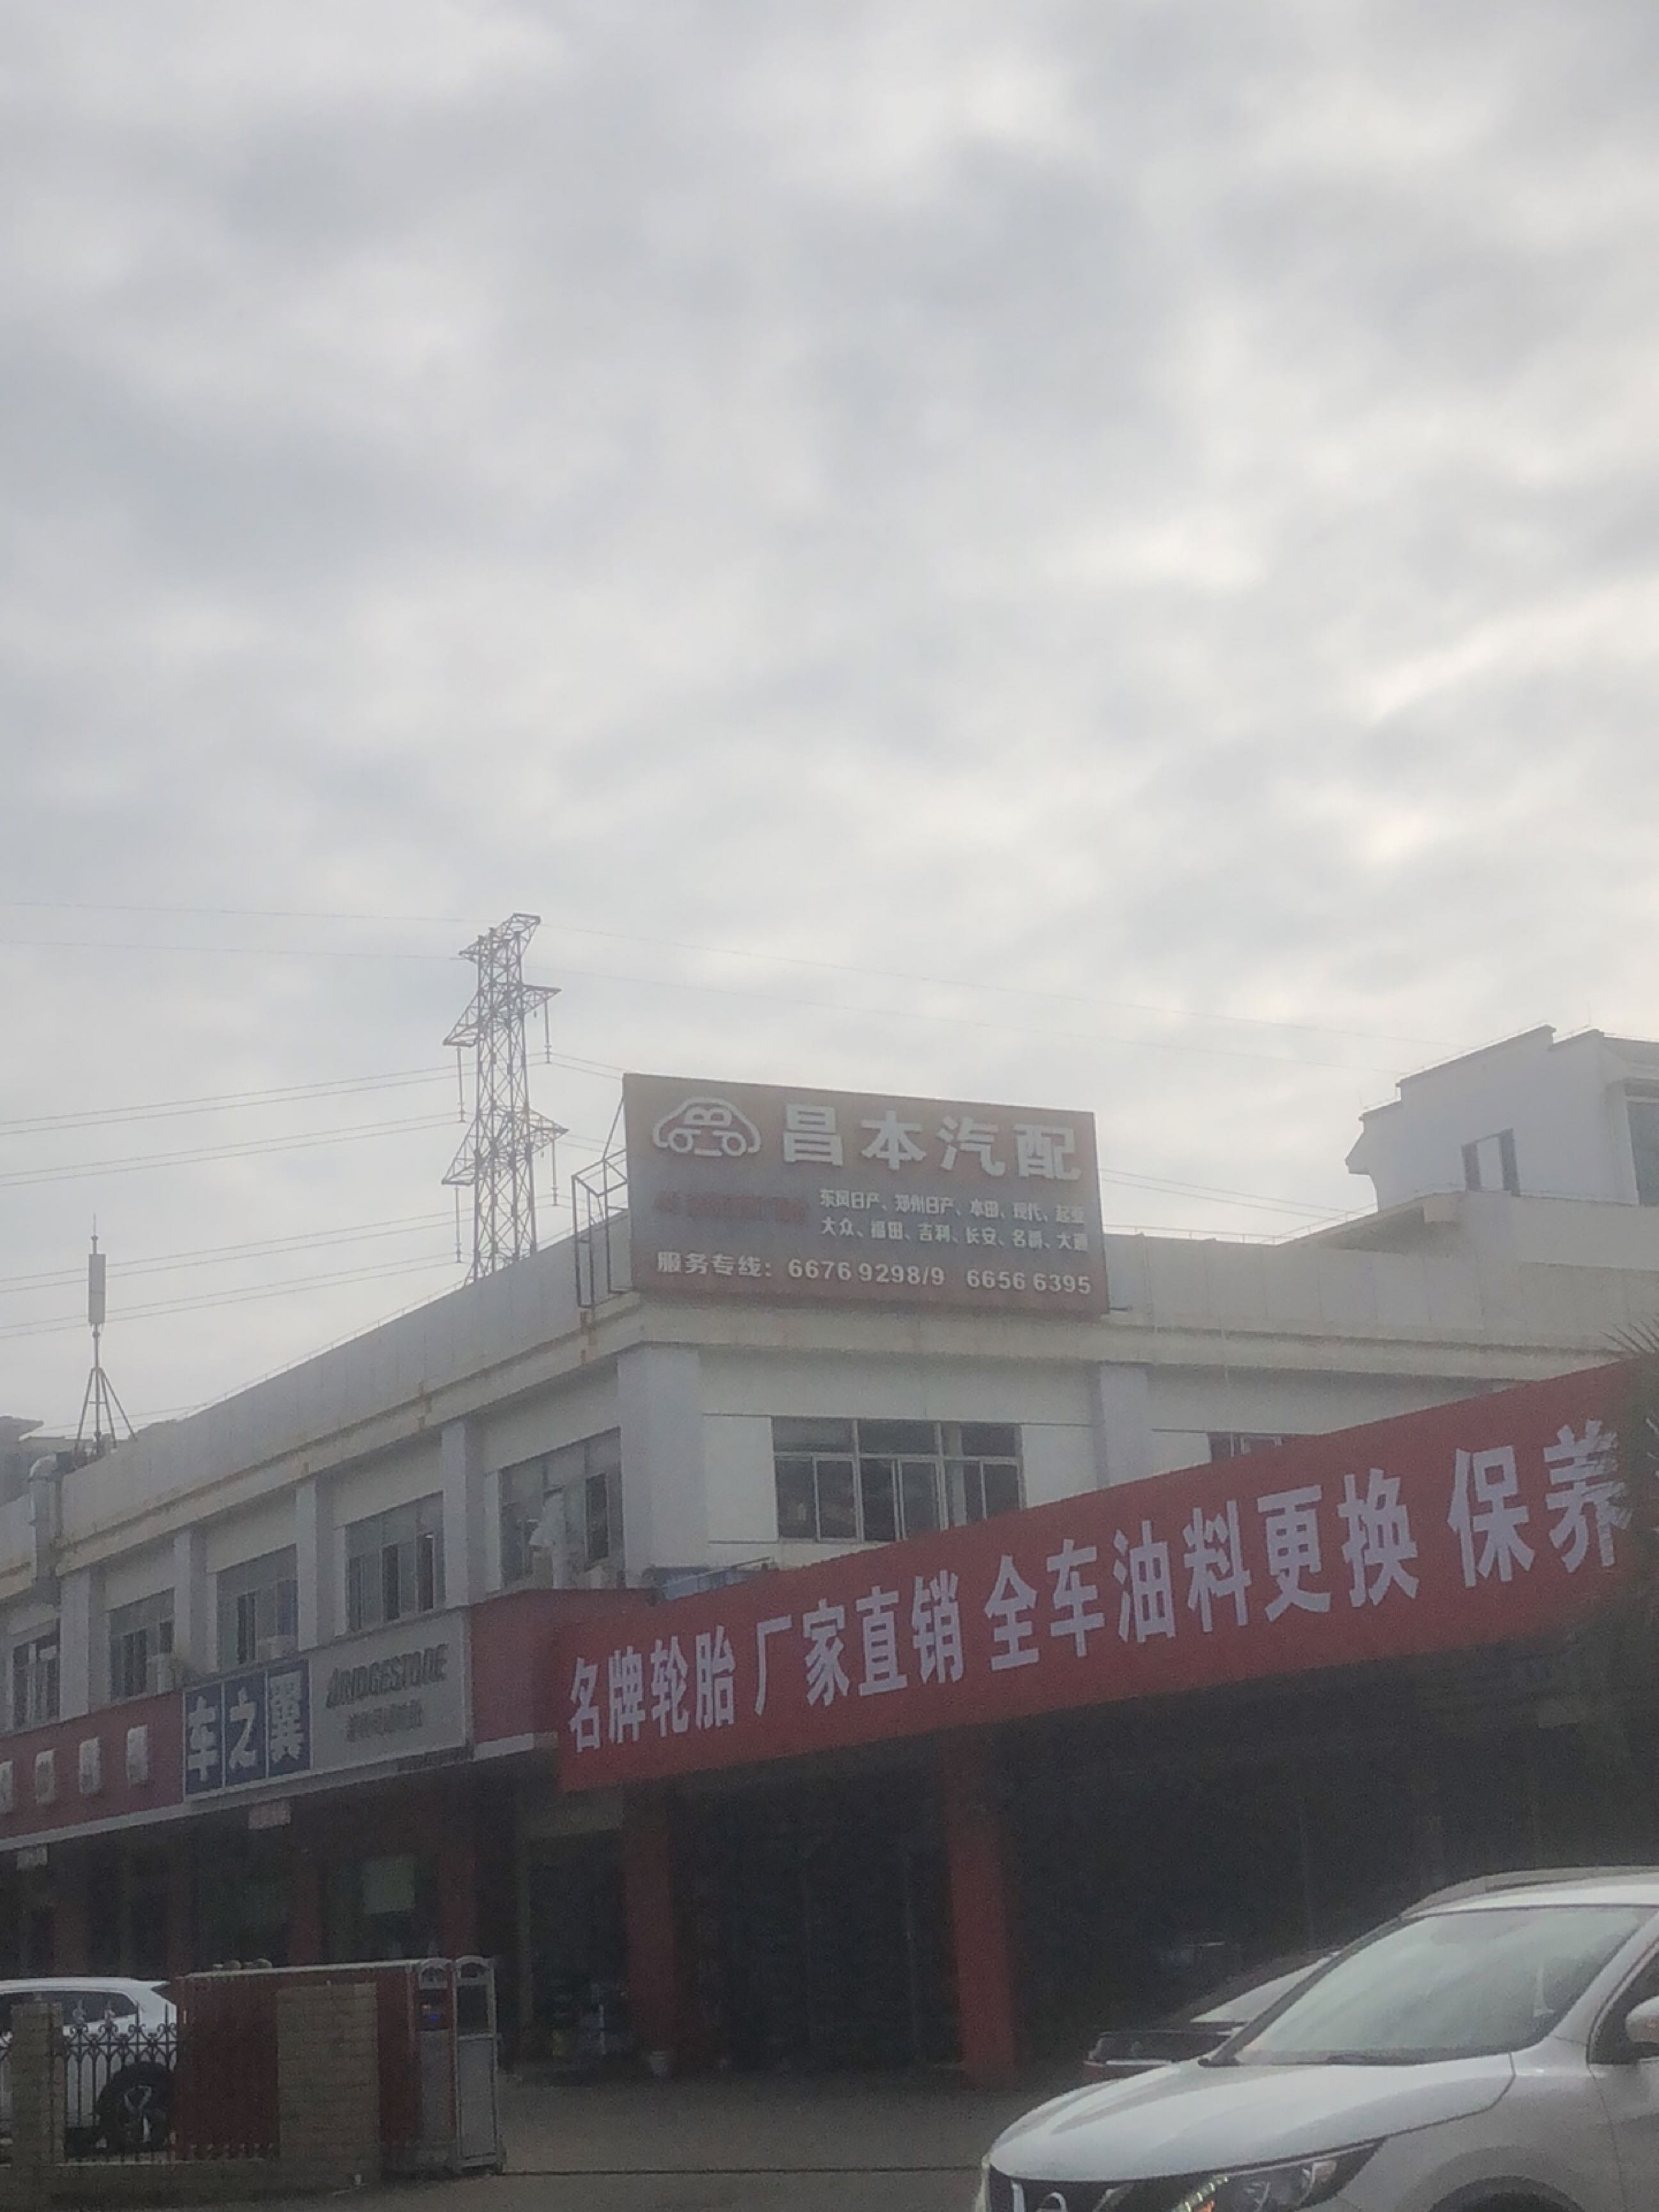 昌本汽配
东风日产、郑州日产、本田、现代、起亚
大众、福田、吉利、长安、名爵、大通
服务专线：6676 9298/9 6656 6395
名牌轮胎 厂家直销 全车油料更换 保养
车之翼
BRIDGESTONE